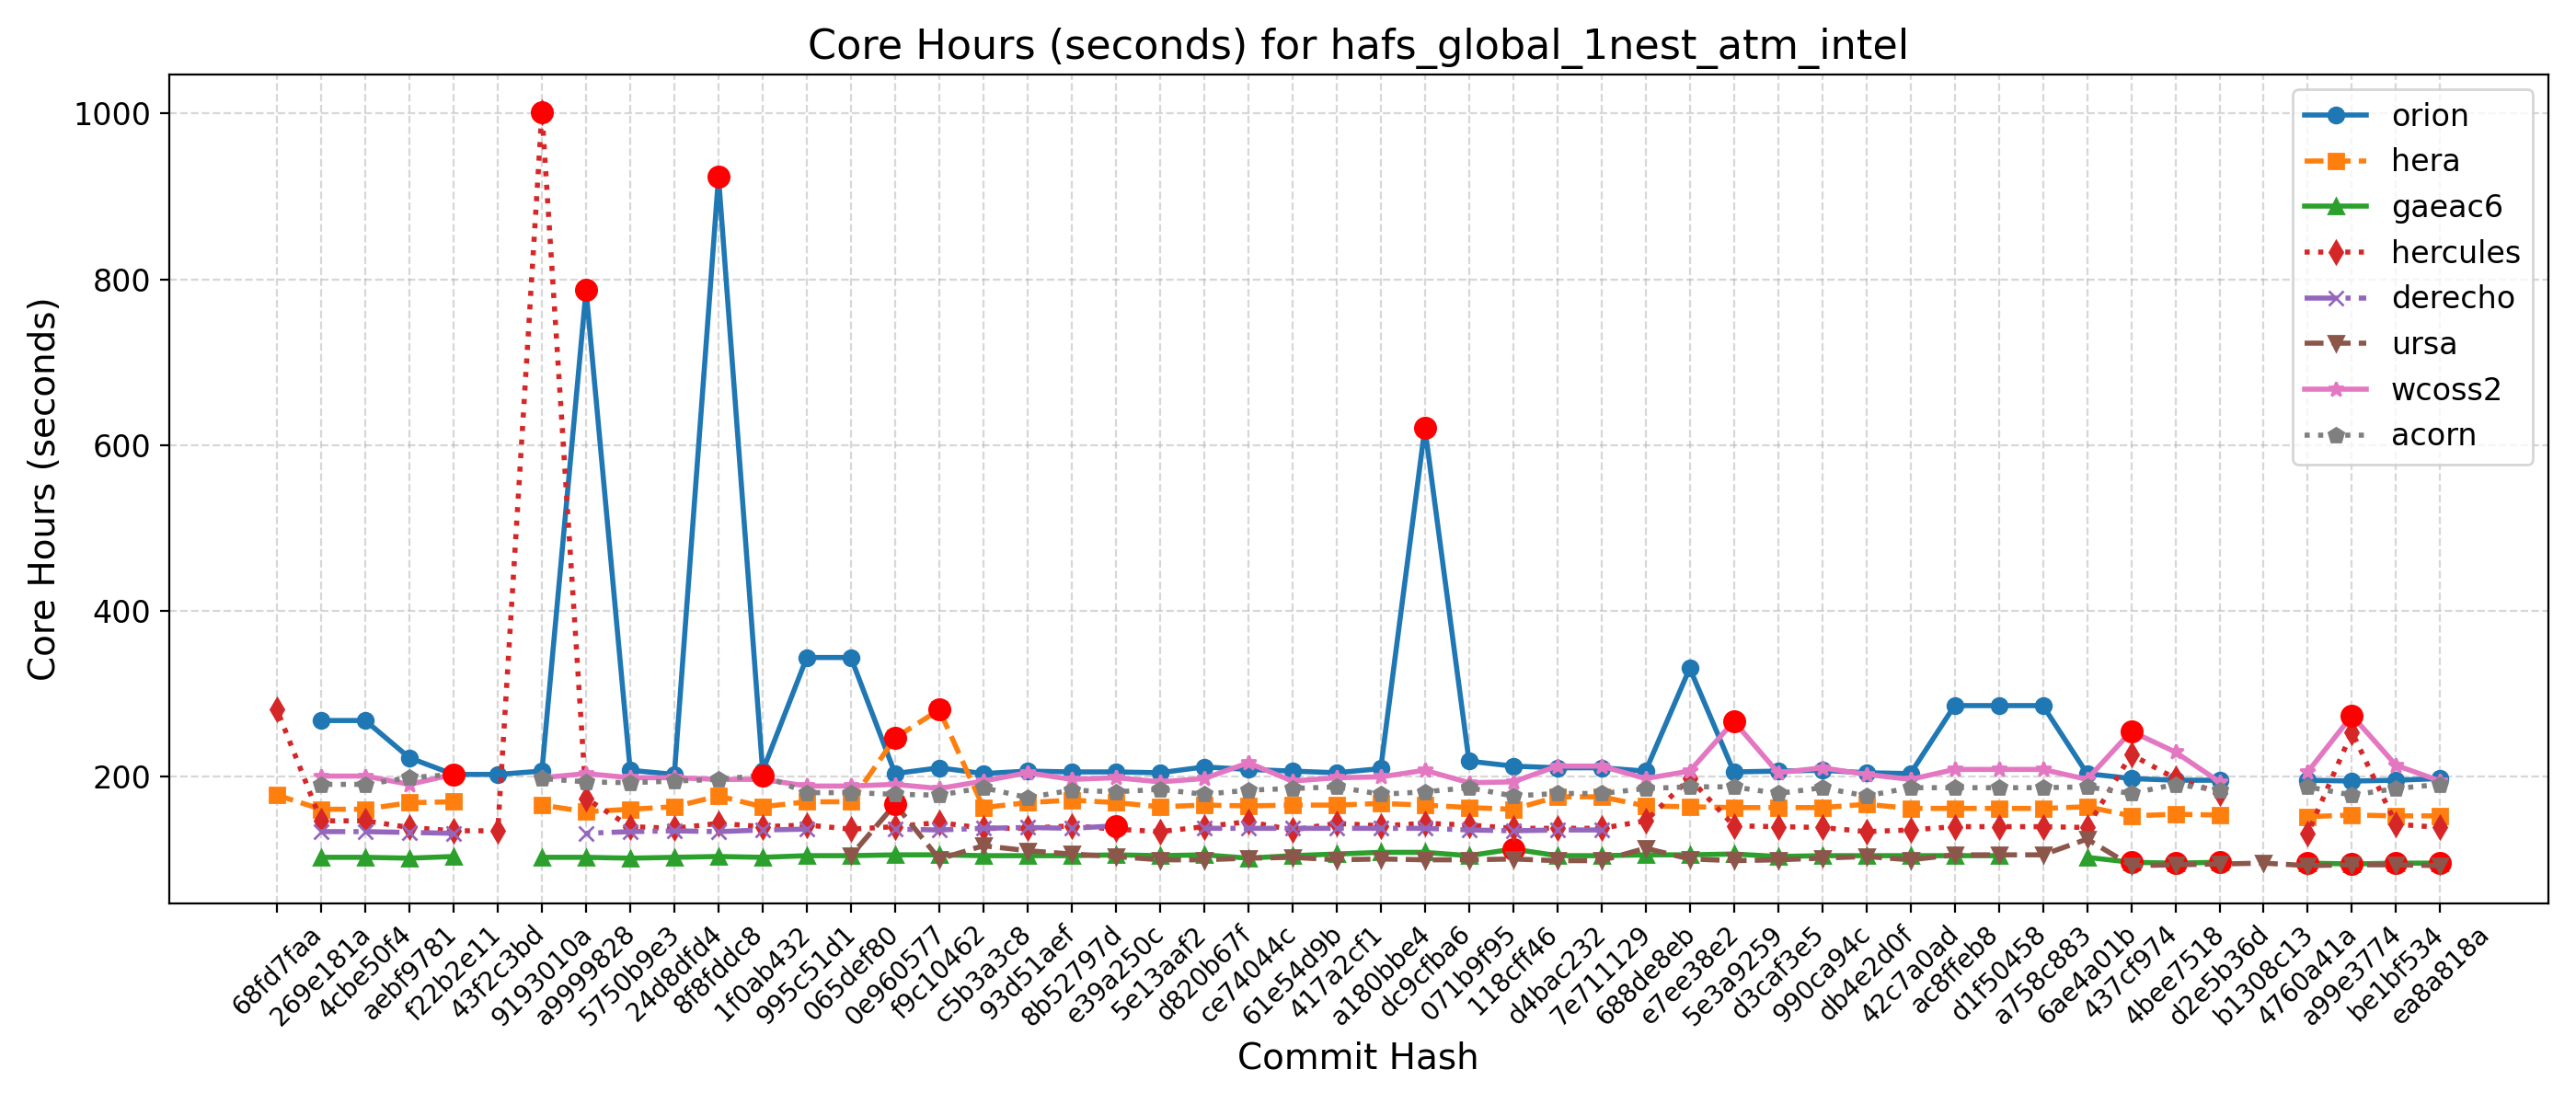 Core Hours (seconds) for hafs_global_1nest_atm_intel
Core Hours (seconds)
1000
800
600
400
200
orion
hera
gaeac6
hercules
derecho
ursa
wcoss2
acorn
68fd7faa
269e181a
4cbe50f4
aebf9781
f22b2e11
43f2c3bd
9193010a
a9999828
5750b9e3
24d8dfd4
8f8fddc8
1f0ab432
995c51d1
065def80
0e960577
f9c10462
c5b3a3c8
93d51aef
8b52797d
e39a250c
5e13aaf2
d820b67f
ce74044c
61e54d9b
417a2cf1
a180bbe4
dc9cfba6
071b9f95
118cff46
d4bac232
7e711129
688de8eb
e7ee38e2
5e3a9259
d3caf3e5
990ca94c
db4e2d0f
42c7a0ad
ac8ffeb8
d1f50458
a758c883
6ae4a01b
437cf974
4bee7518
d2e5b36d
b1308c13
4760a41a
a99e3774
be1bf534
ea8a818a
Commit Hash